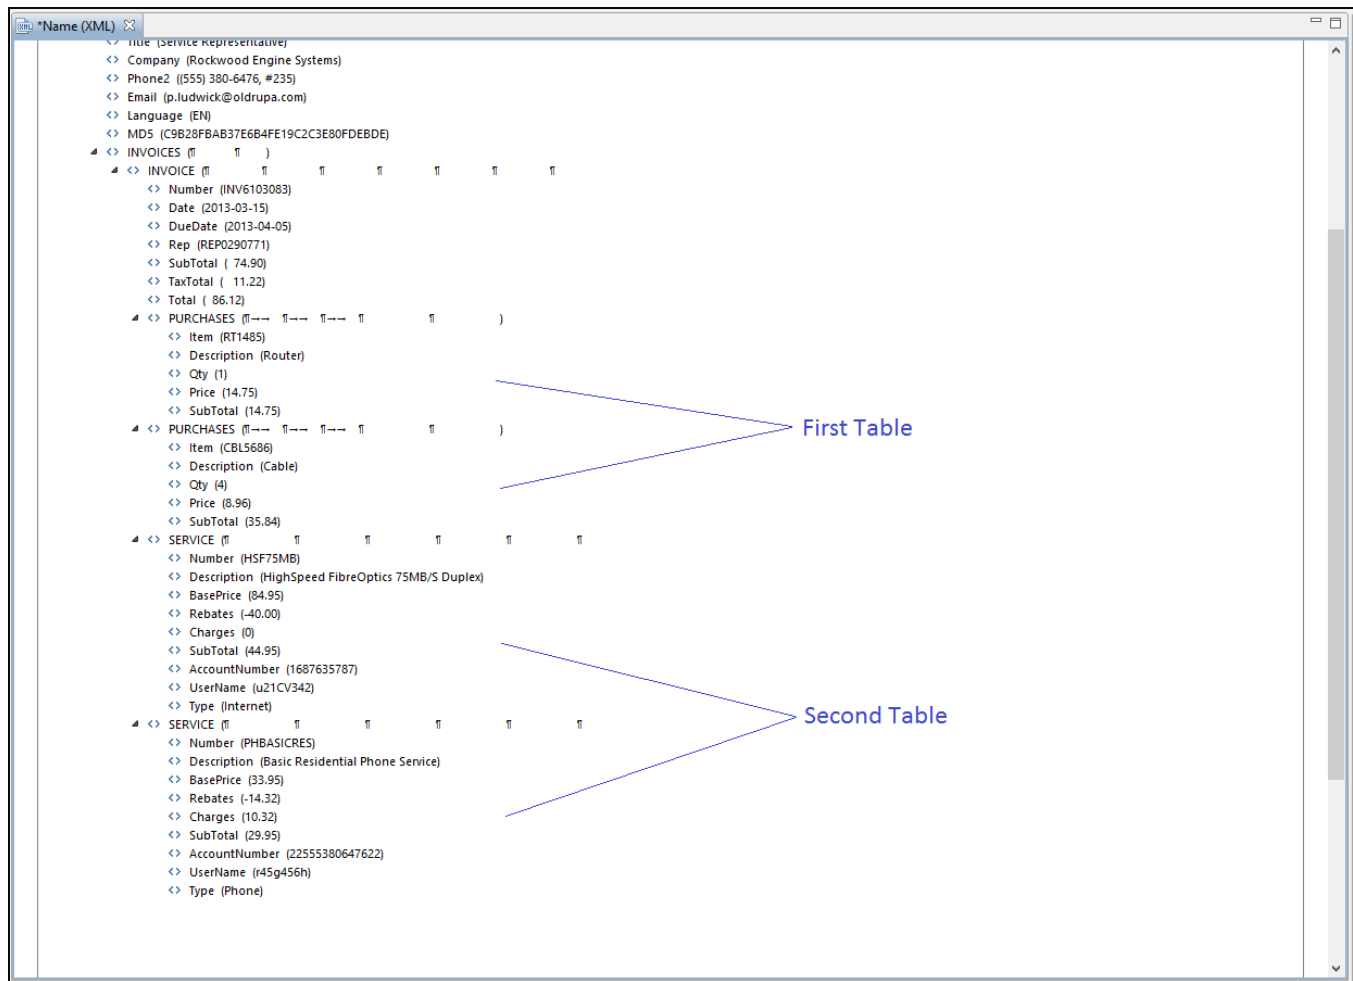 *Name (XML)
Title (Service Representative)
Company (Rockwood Engine Systems)
Phone2 ((555) 380-6476, #235)
Email (p.ludwick@oldrupa.com)
Language (EN)
MD5 (C9B28FBAB37E6B4FE19C2C3E80FDEBDE)
INVOICES (¶ ¶ )
INVOICE (¶ ¶ ¶ ¶ ¶ ¶ ¶
Number (INV6103083)
Date (2013-03-15)
DueDate (2013-04-05)
Rep (REP0290771)
SubTotal ( 74.90)
TaxTotal ( 11.22)
Total ( 86.12)
PURCHASES (¶→→ ¶→→ ¶→→ ¶ ¶ )
Item (RT1485)
Description (Router)
Qty (1)
Price (14.75)
SubTotal (14.75)
PURCHASES (¶→→ ¶→→ ¶→→ ¶ ¶ )
First Table
Item (CBL5686)
Description (Cable)
Qty (4)
Price (8.96)
SubTotal (35.84)
SERVICE (¶ ¶ ¶ ¶ ¶ ¶
Number (HSF75MB)
Description (HighSpeed FibreOptics 75MB/S Duplex)
BasePrice (84.95)
Rebates (-40.00)
Charges (0)
SubTotal (44.95)
AccountNumber (1687635787)
UserName (u21CV342)
Type (Internet)
Second Table
SERVICE (¶ ¶ ¶ ¶ ¶ ¶
Number (PHBASICRES)
Description (Basic Residential Phone Service)
BasePrice (33.95)
Rebates (-14.32)
Charges (10.32)
SubTotal (29.95)
AccountNumber (22555380647622)
UserName (r45g456h)
Type (Phone)